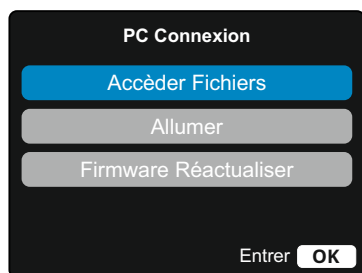 PC Connexion
Accèder Fichiers
Allumer
Firmware Réactualiser
Entrer OK